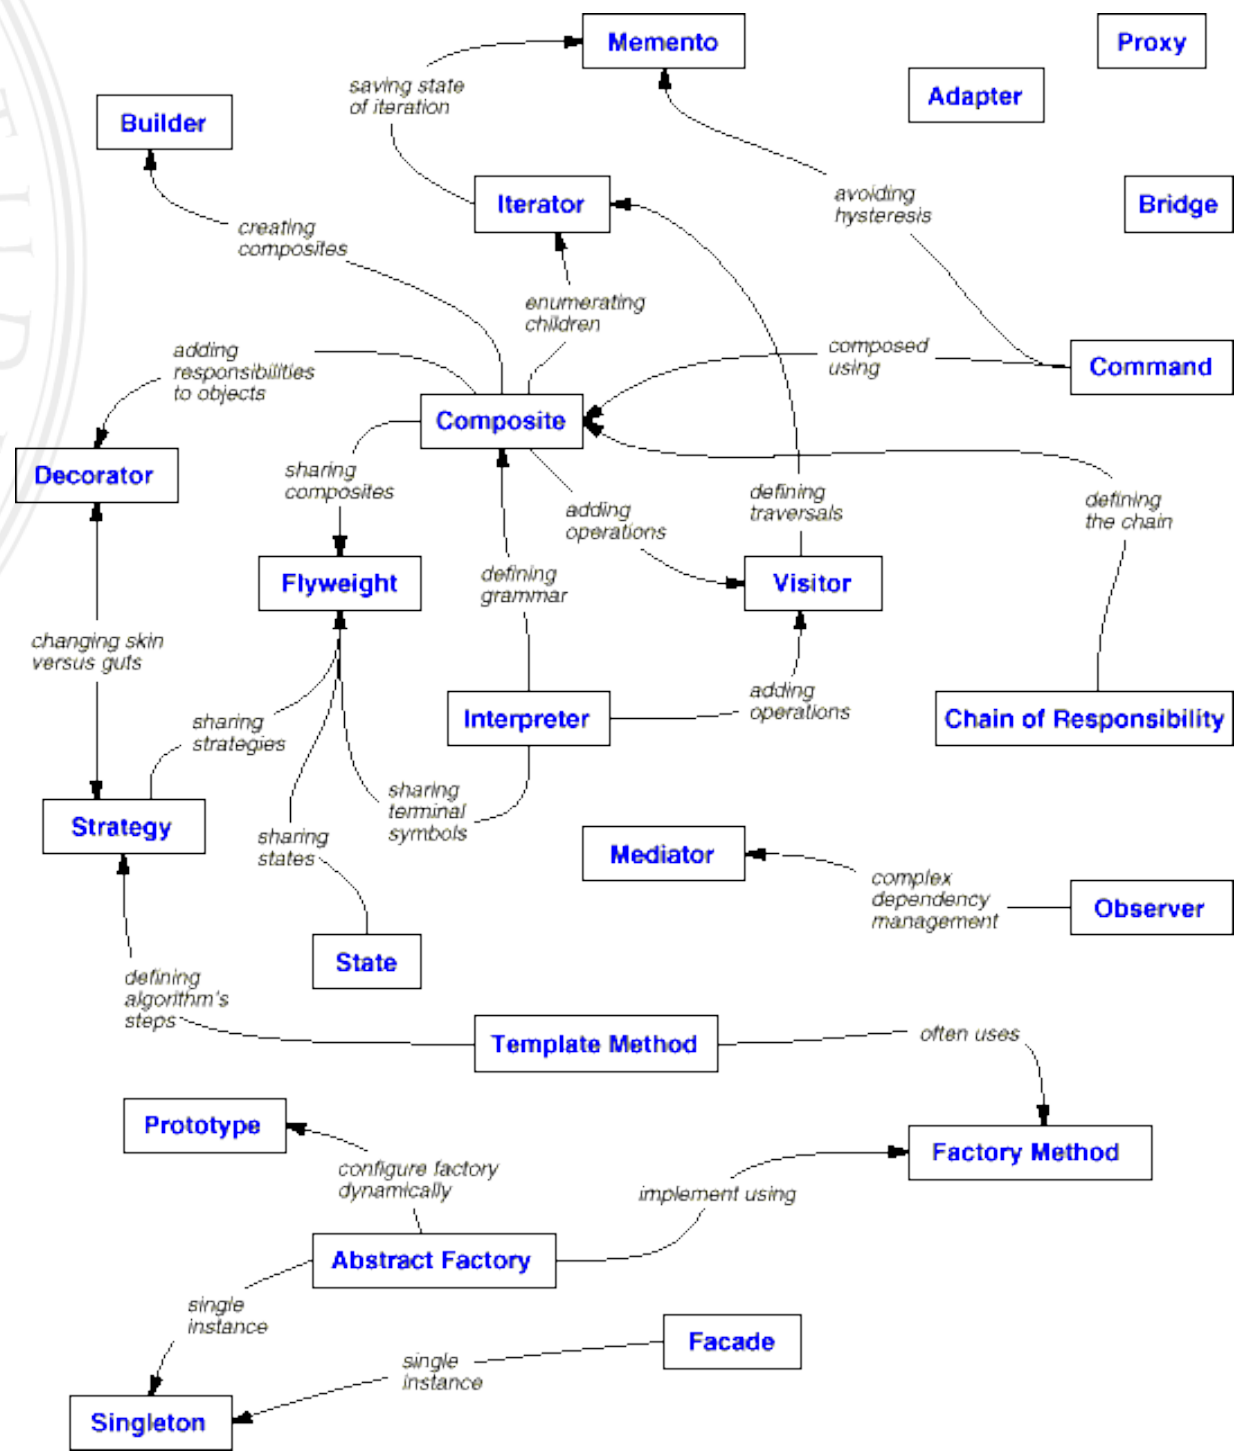 Memento
Proxy
saving state
of iteration
Adapter
Builder
Iterator
avoiding
hysteresis
Bridge
creating
composites
enumerating
children
adding
responsibilities
to objects
composed
using
Command
Composite
Decorator
sharing
composites
adding
operations
defining
traversals
defining
the chain
Flyweight
defining
grammar
Visitor
changing skin
versus guts
sharing
strategies
Interpreter
adding
operations
Chain of Responsibility
sharing
terminal
symbols
Strategy
sharing
states
Mediator
complex
dependency
management
Observer
State
defining
algorithm's
steps
Template Method
often uses
Prototype
Factory Method
configure factory
dynamically
implement using
Abstract Factory
single
instance
Facade
single
instance
Singleton